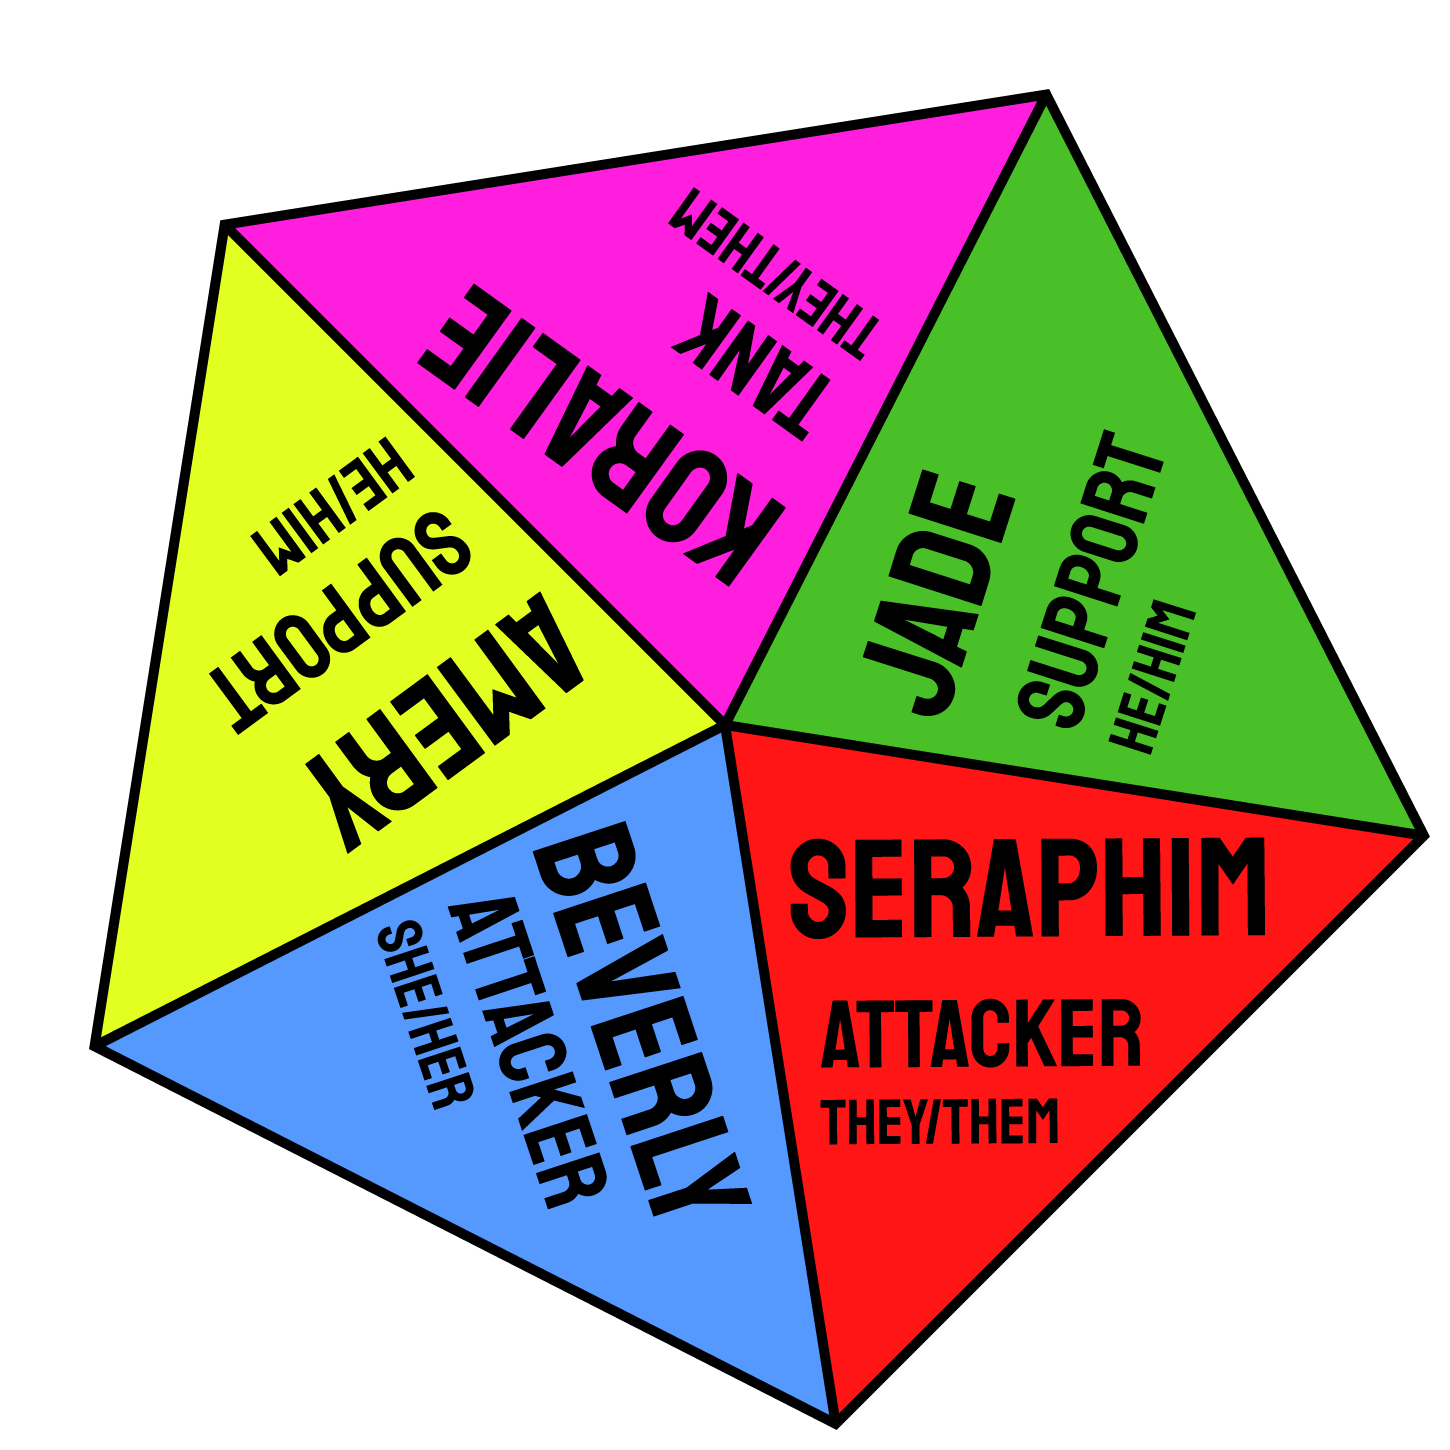 KORALIE
TANK
THEY/THEM
JADE
SUPPORT
HE/HIM
SERAPHIM
ATTACKER
THEY/THEM
BEVERLY
ATTACKER
SHE/HER
AMERY
SUPPORT
HE/HIM